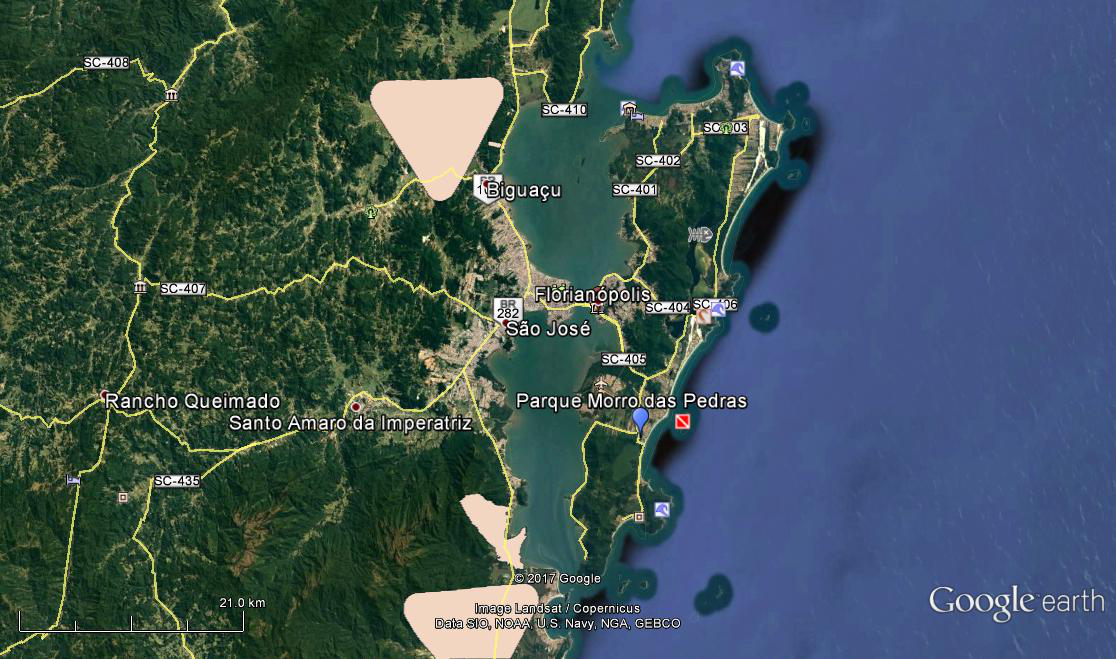 SC-408
SC-410
SC-403
SC-402
SC-401
Biguaçu
SC-407
Florianópolis
SC-404
SC-406
BR
282
São José
SC-405
Rancho Queimado
Parque Morro das Pedras
Santo Amaro da Imperatriz
SC-435
© 2017 Google
21.0 km
Image Landsat / Copernicus
Data SIO, NOAA, U.S. Navy, NGA, GEBCO
Google earth